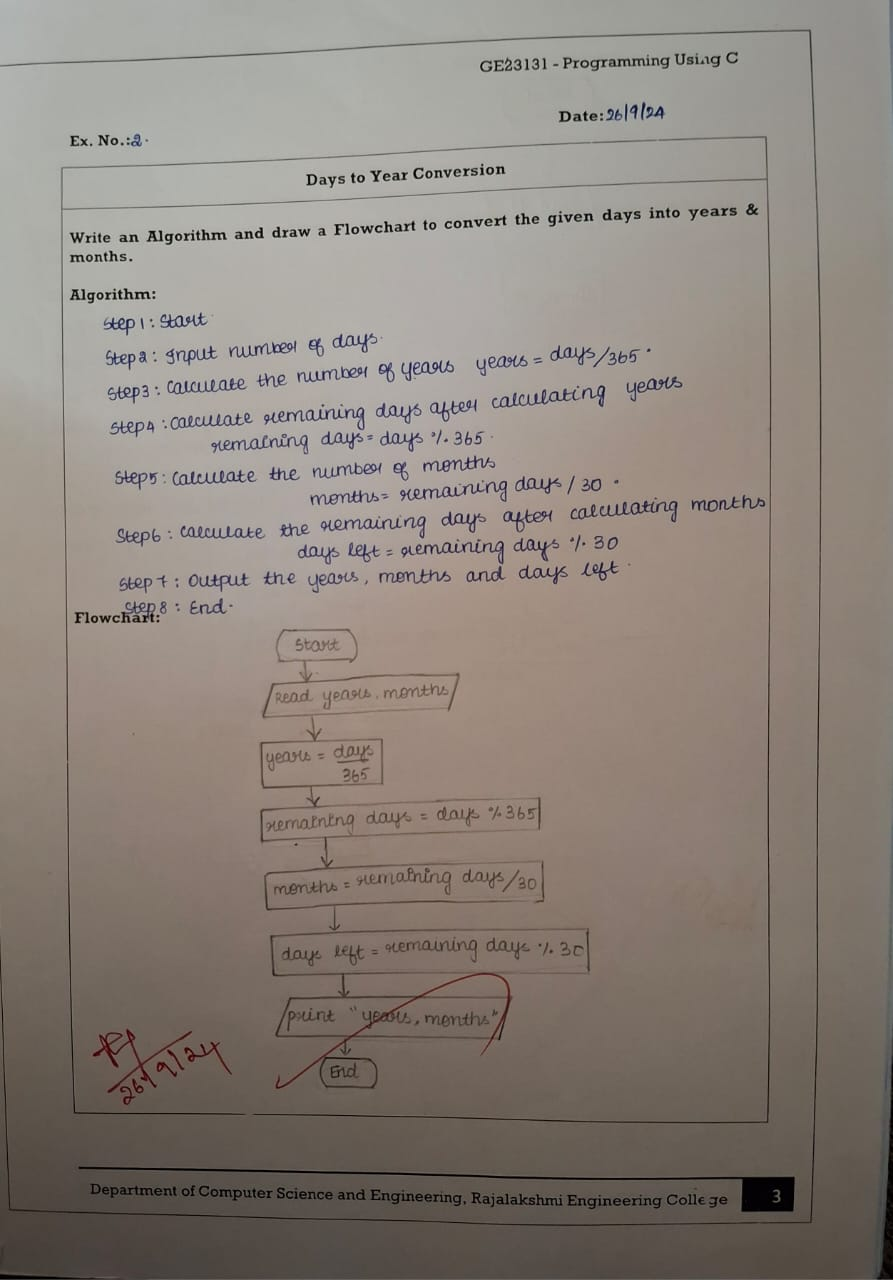 GE23131 - Programming Using C
Date: 26/9/24
Ex. No.: 2.
Days to Year Conversion
Write an Algorithm and draw a Flowchart to convert the given days into years &
months.
Algorithm:
Step 1 : Start
Step 2 : Input number of days.
Step 3 : Calculate the number of years years = days/365.
Step 4 : Calculate remaining days after calculating years
remaining days = days % 365.
Step 5 : Calculate the number of months
months = remaining days / 30.
Step 6 : Calculate the remaining days after calculating months
days left = remaining days % 30
Step 7 : Output the years, months and days left.
Step 8 : End.
Flowchart:
Start
Read years, months
years = days
365
remaining days = days % 365
months = remaining days/30
days left = remaining days % 30
print "years, months"
End
26/9/24
Department of Computer Science and Engineering, Rajalakshmi Engineering College
3